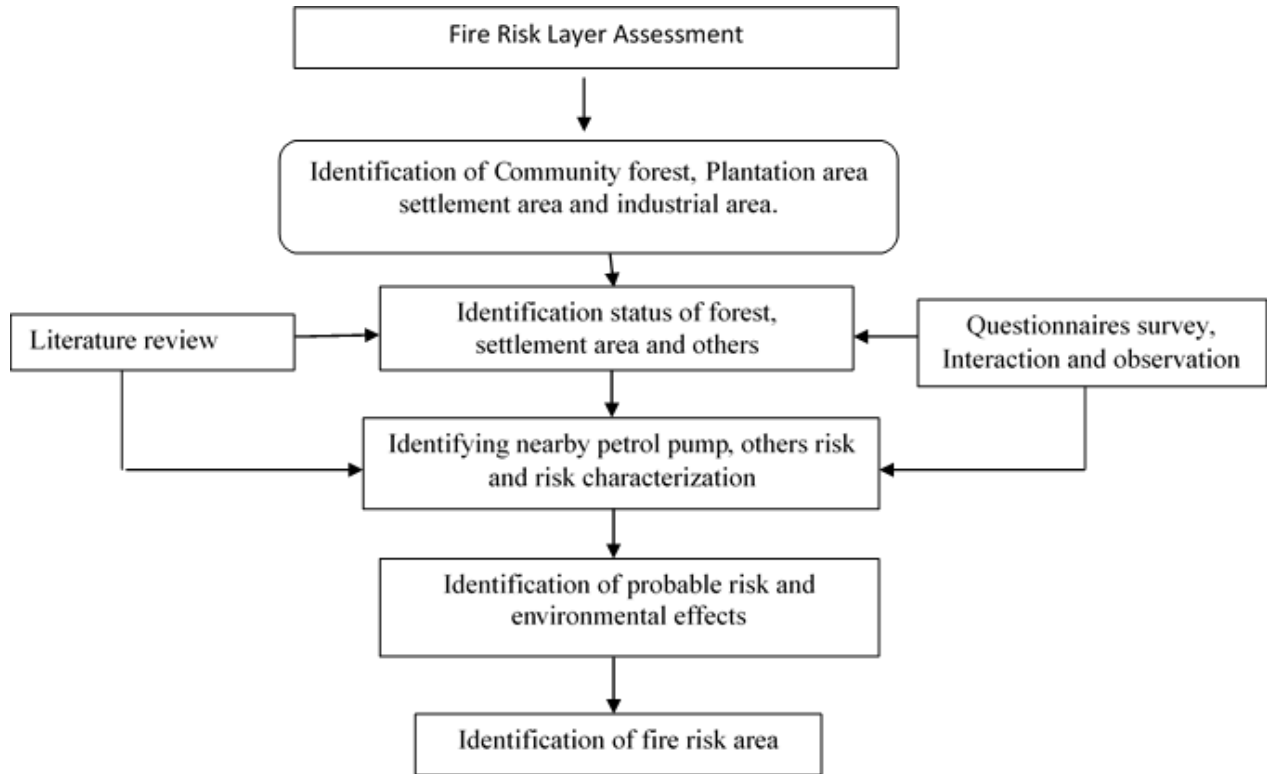 Fire Risk Layer Assessment
Identification of Community forest, Plantation area
settlement area and industrial area.
Identification status of forest,
settlement area and others
Literature review
Questionnaires survey,
Interaction and observation
Identifying nearby petrol pump, others risk
and risk characterization
Identification of probable risk and
environmental effects
Identification of fire risk area